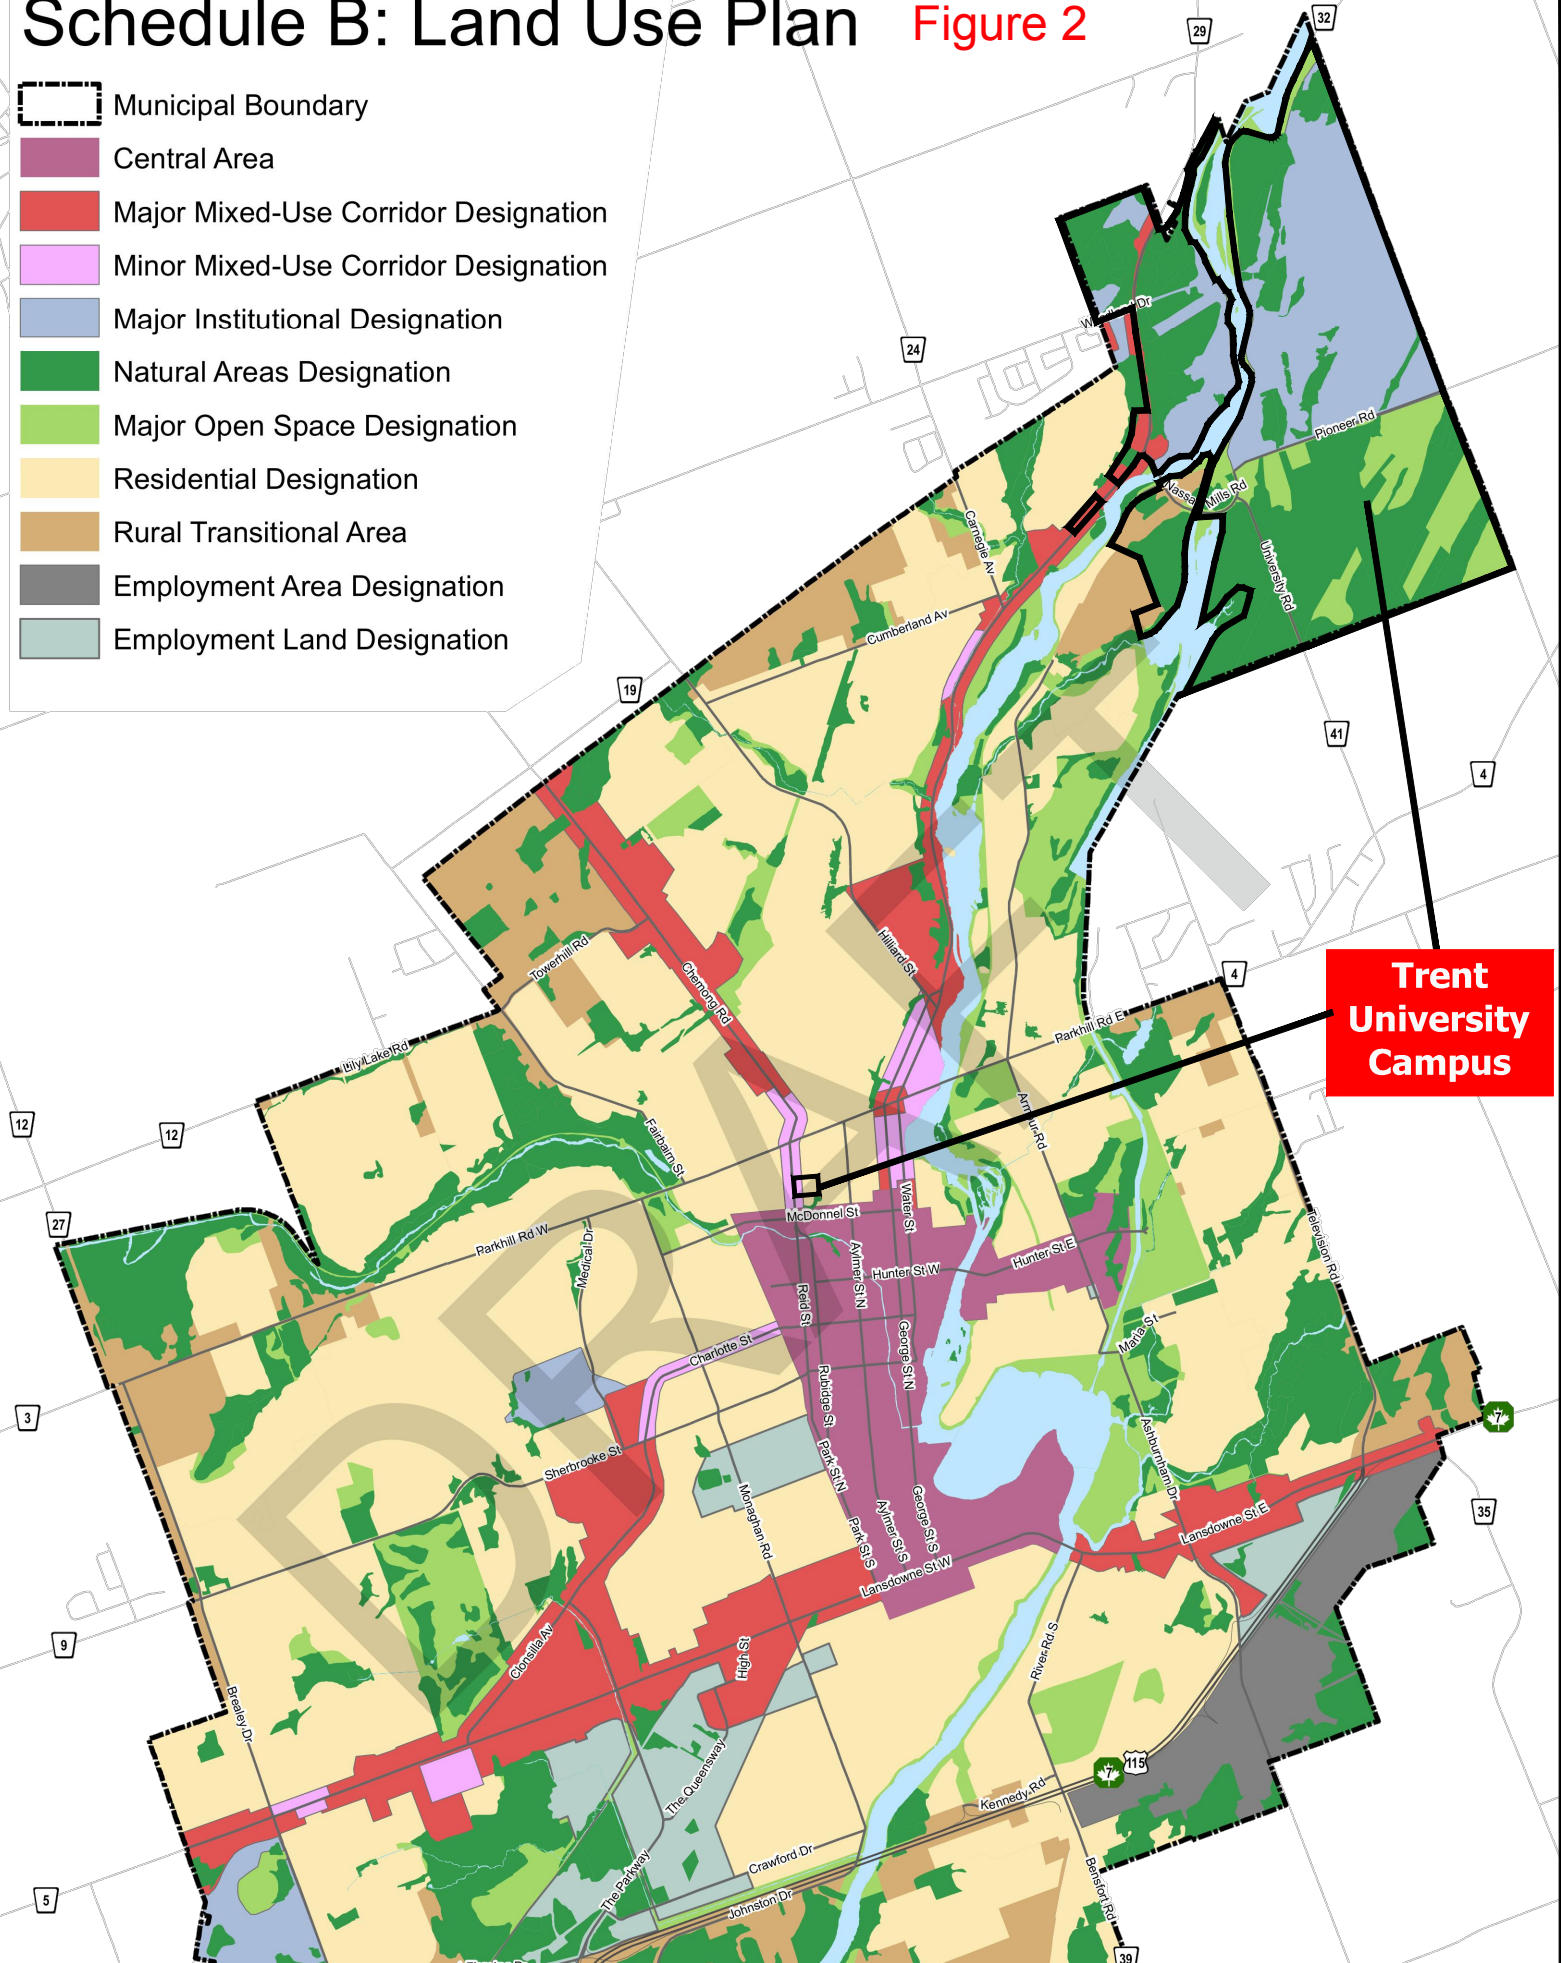 Schedule B: Land Use Plan
Figure 2
Municipal Boundary
Central Area
Major Mixed-Use Corridor Designation
Minor Mixed-Use Corridor Designation
Major Institutional Designation
Natural Areas Designation
Major Open Space Designation
Residential Designation
Rural Transitional Area
Employment Area Designation
Employment Land Designation
29
32
24
19
41
4
4
12
12
27
3
9
5
35
39
7
7
115
Pioneer Rd
Mills Rd
University Rd
Carnegie Av
Cumberland Av
Towerhill Rd
Chemong Rd
Hilliard St
Lily Lake Rd
Parkhill Rd E
Armour Rd
Fairbairn St
Parkhill Rd W
Medical Dr
McDonnel St
Water St
Aylmer St N
Hunter St W
Hunter St E
Television Rd
Reid St
George St N
Maria St
Charlotte St
Rubidge St
Sherbrooke St
Park St N
Monaghan Rd
Park St S
Aylmer St S
George St S
Ashburnham Dr
Lansdowne St E
Lansdowne St W
Clonsilla Av
High St
River Rd S
Brealey Dr
The Queensway
Kennedy Rd
Crawford Dr
The Parkway
Johnston Dr
Bensfort Rd
Trent
University
Campus
DRAFT